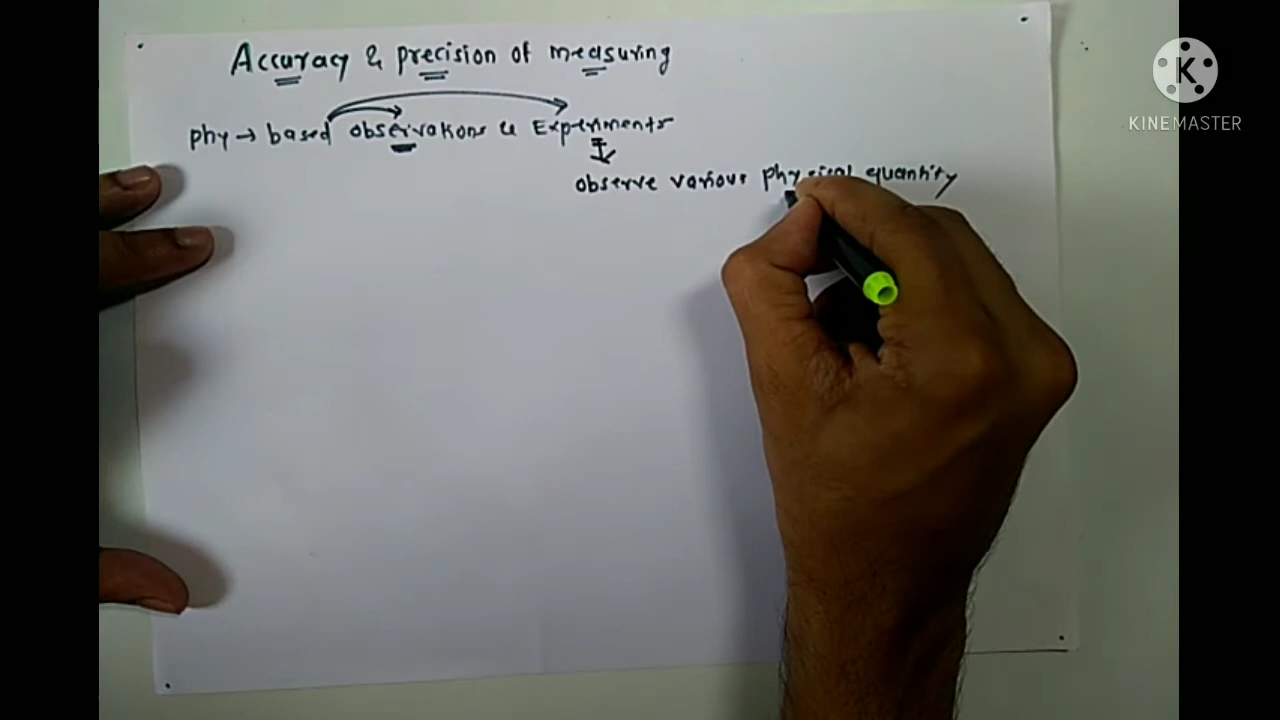 Accuracy & precision of measuring
phy → based observations & Experiments
observe various physical quantity
K
KINEMASTER